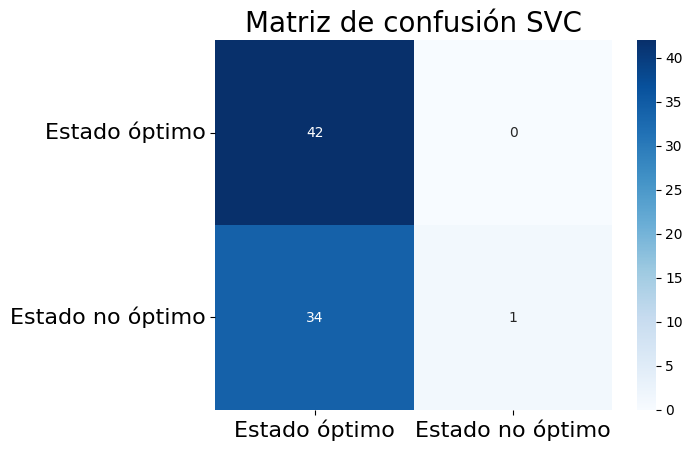 Matriz de confusión SVC
Estado óptimo
42
0
Estado no óptimo
34
1
Estado óptimo
Estado no óptimo
40
35
30
25
20
15
10
5
0